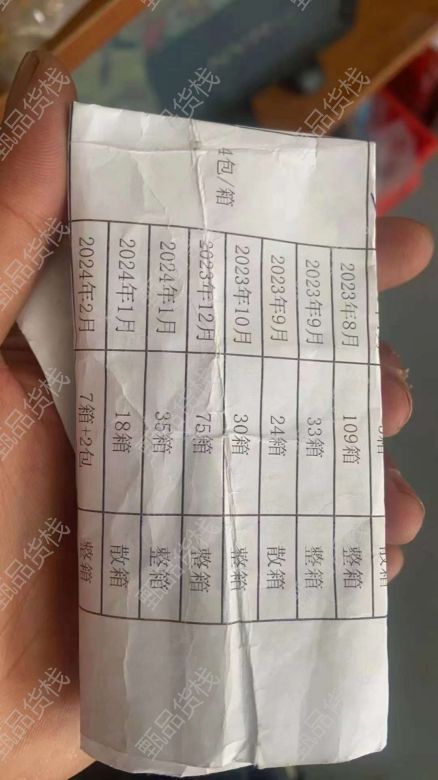 箱 散箱
2023年8月 109箱 整箱
2023年9月 33箱 整箱
2023年9月 24箱 散箱
4包/箱 2023年10月 30箱 整箱
2023年12月 75箱 整箱
2024年1月 35箱 整箱
2024年1月 18箱 散箱
2024年2月 7箱+2包 整箱
甄品货栈